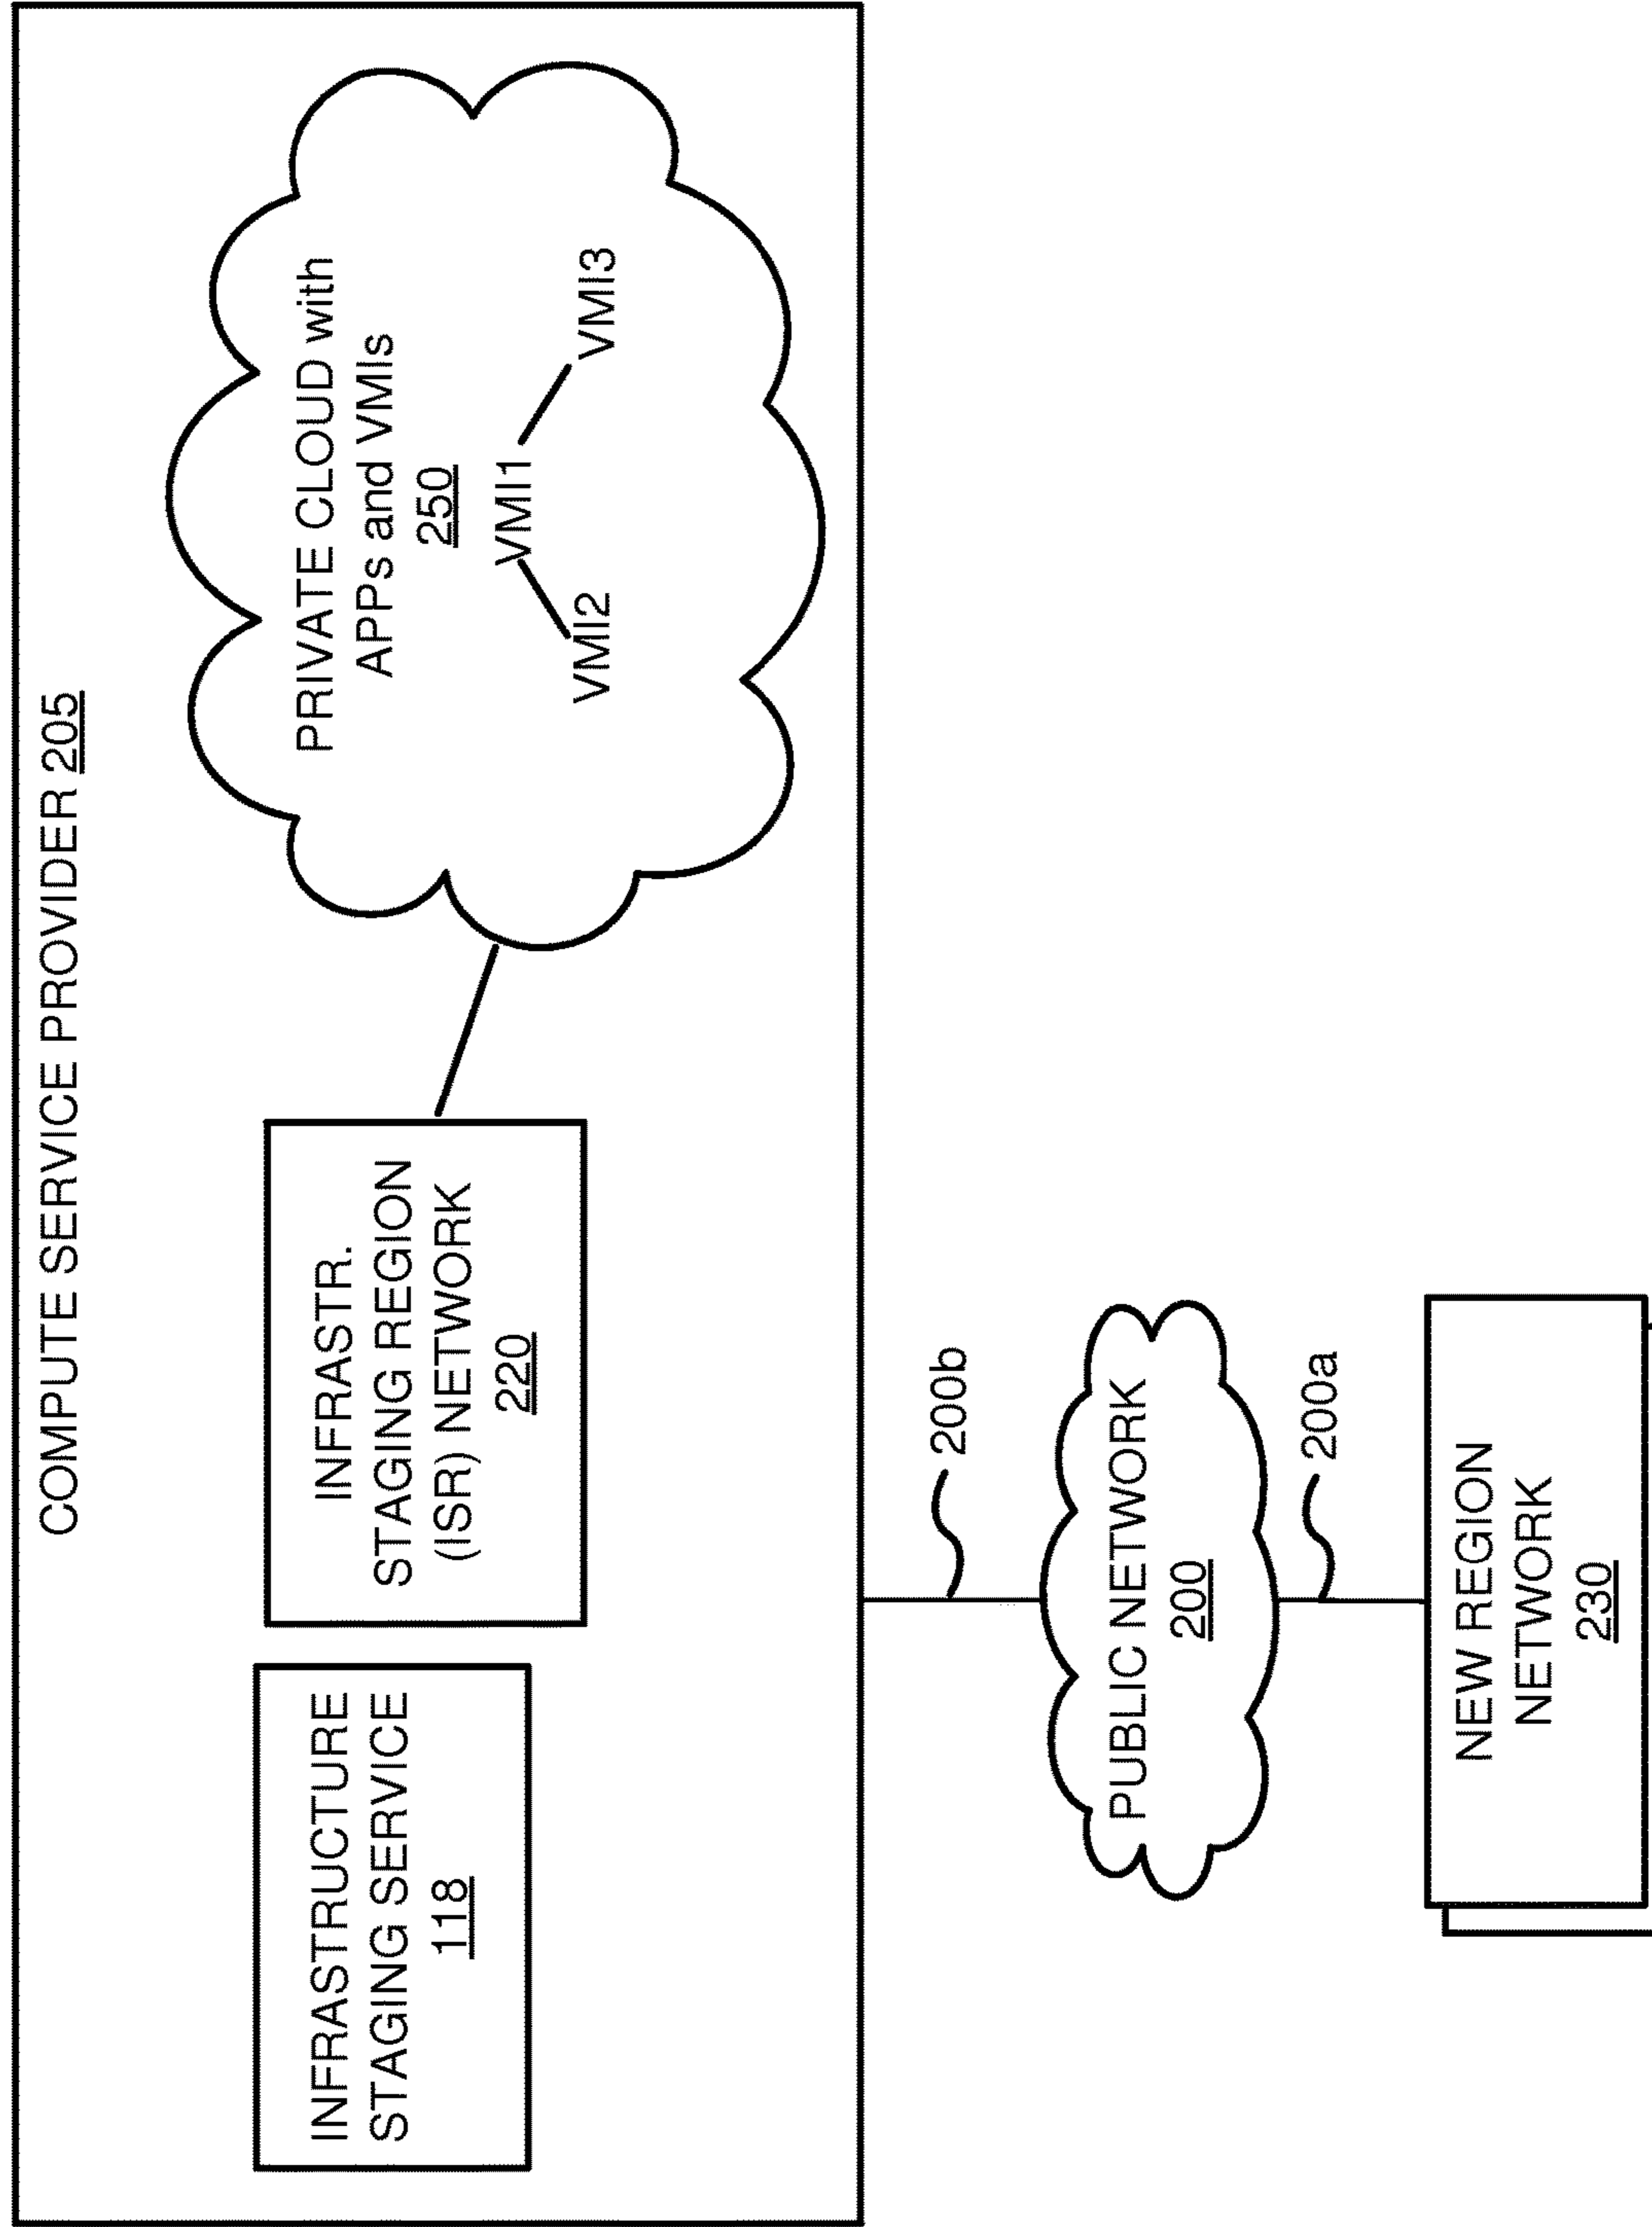 COMPUTE SERVICE PROVIDER 205
INFRASTRUCTURE
STAGING SERVICE
118
INFRASTR.
STAGING REGION
(ISR) NETWORK
220
PRIVATE CLOUD with
APPs and VMIs
250
VMI1
VMI2
VMI3
200b
PUBLIC NETWORK
200
200a
NEW REGION
NETWORK
230